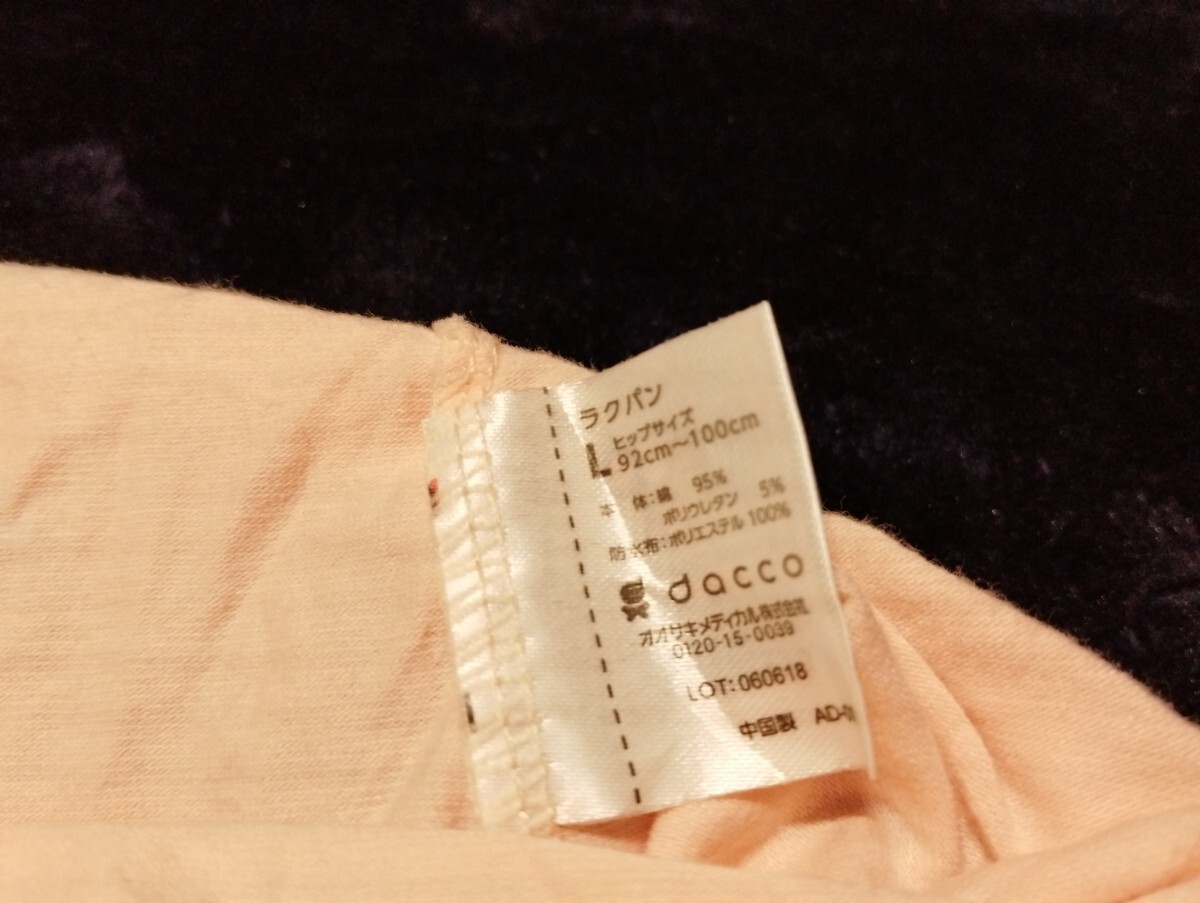 ラクパン
ヒップサイズ
L 92cm～100cm
本 体：綿 95%
ポリウレタン 5%
防水布：ポリエステル 100%
dacco
オオサキメディカル株式会社
0120-15-0039
LOT:060618
中国製 AD-